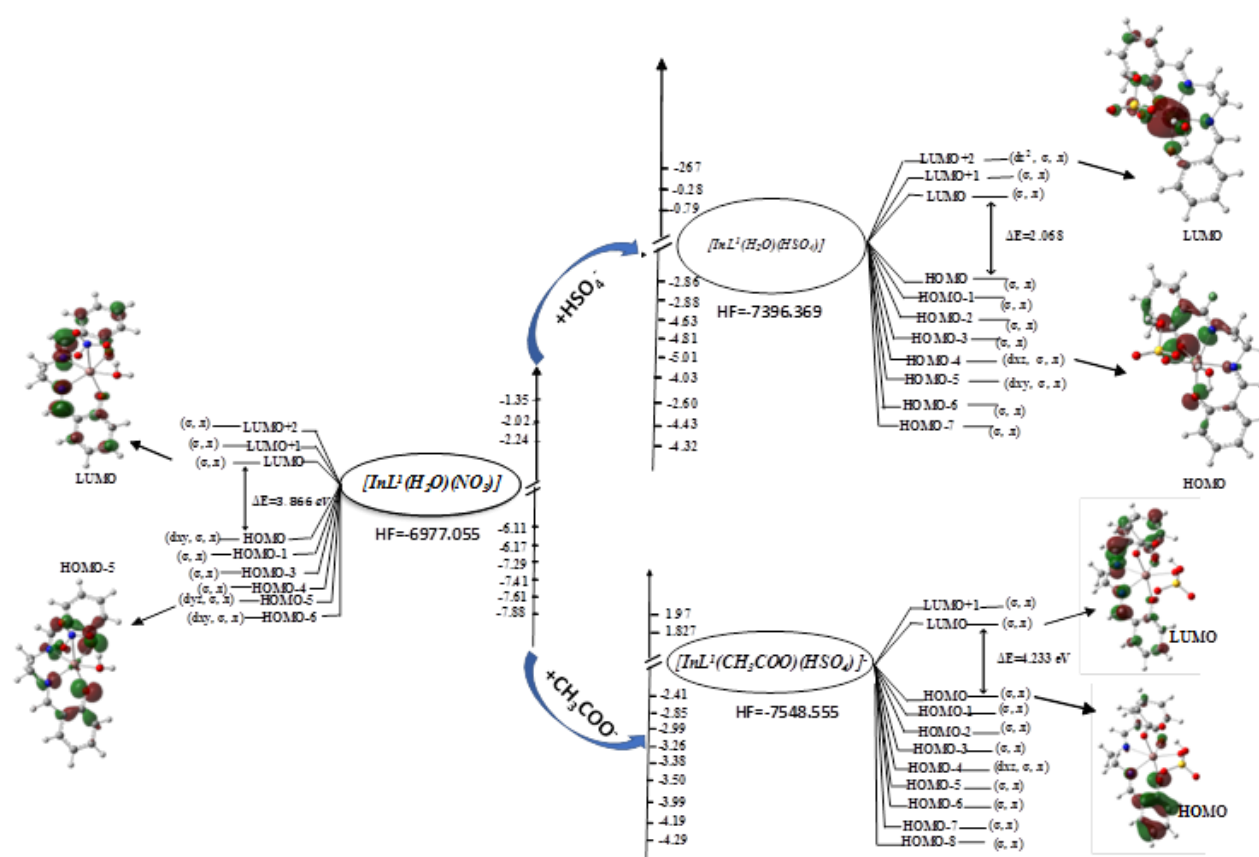 -267
-0.28
-0.79
-2.86
-2.88
-4.63
-4.81
-5.01
-4.03
-2.60
-4.43
-4.32
[InL¹(H₂O)(HSO₄)]
HF=-7396.369
LUMO+2 (dz², σ, π)
LUMO+1 (σ, π)
LUMO (σ, π)
ΔE=2.068
HOMO (σ, π)
HOMO-1 (σ, π)
HOMO-2 (σ, π)
HOMO-3 (σ, π)
HOMO-4 (dxz, σ, π)
HOMO-5 (dxy, σ, π)
HOMO-6 (σ, π)
HOMO-7 (σ, π)
LUMO
HOMO
+HSO₄⁻
LUMO
HOMO-5
(σ, π) LUMO+2
(σ, π) LUMO+1
(σ, π) LUMO
ΔE=3.866 eV
(dxy, σ, π) HOMO
(σ, π) HOMO-1
(σ, π) HOMO-3
(σ, π) HOMO-4
(dyz, σ, π) HOMO-5
(dxy, σ, π) HOMO-6
[InL¹(H₂O)(NO₃)]
HF=-6977.055
-1.35
-2.02
-2.24
-6.11
-6.17
-7.29
-7.41
-7.61
-7.88
+CH₃COO⁻
1.97
1.827
-2.41
-2.85
-2.99
-3.26
-3.38
-3.50
-3.99
-4.19
-4.29
[InL¹(CH₃COO)(HSO₄)]⁻
HF=-7548.555
LUMO+1 (σ, π)
LUMO (σ, π)
ΔE=4.233 eV
HOMO (σ, π)
HOMO-1 (σ, π)
HOMO-2 (σ, π)
HOMO-3 (σ, π)
HOMO-4 (dxz, σ, π)
HOMO-5 (σ, π)
HOMO-6 (σ, π)
HOMO-7 (σ, π)
HOMO-8 (σ, π)
LUMO
HOMO